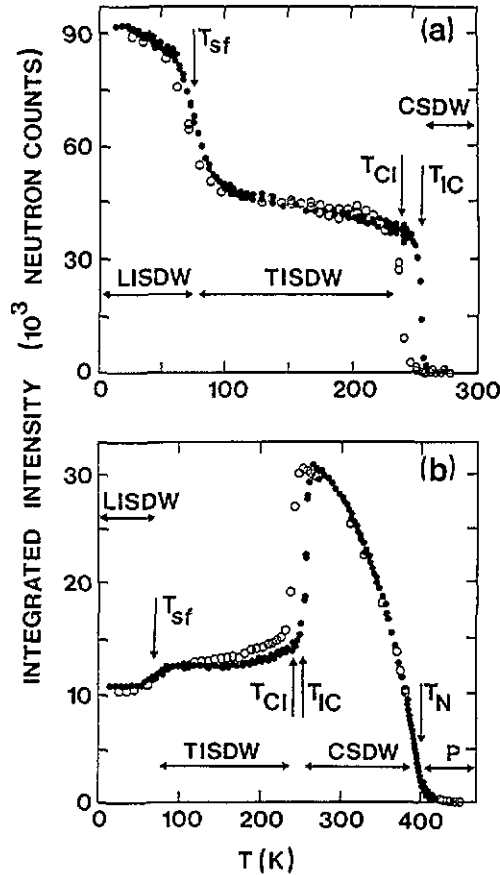 INTEGRATED INTENSITY (10³ NEUTRON COUNTS)
(a)
90
60
30
0
T_sf
CSDW
T_CI
T_IC
LISDW
TISDW
0 100 200 300
(b)
30
20
10
0
LISDW
T_sf
T_CI
T_IC
T_N
P
TISDW
CSDW
0 100 200 300 400
T(K)